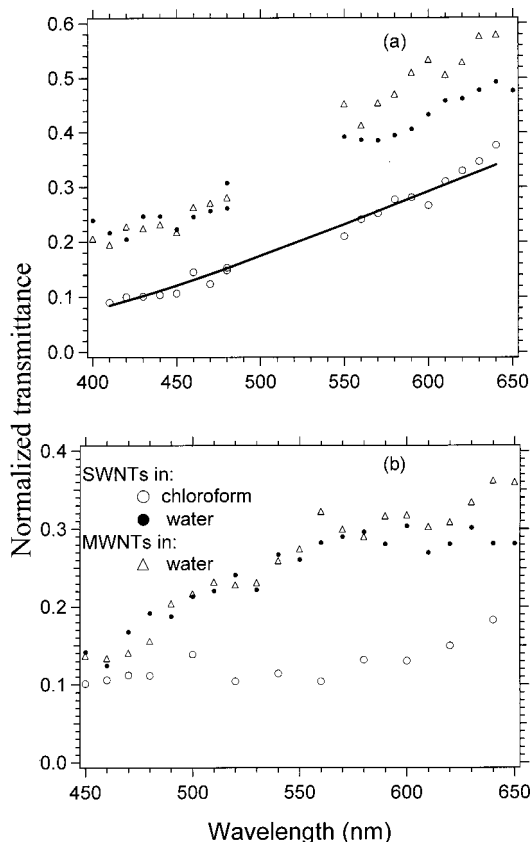 0.6
(a)
0.5
0.4
0.3
0.2
0.1
0.0
400
450
500
550
600
650
Normalized transmittance
0.4
(b)
SWNTs in:
chloroform
water
MWNTs in:
water
0.3
0.2
0.1
0.0
450
500
550
600
650
Wavelength (nm)